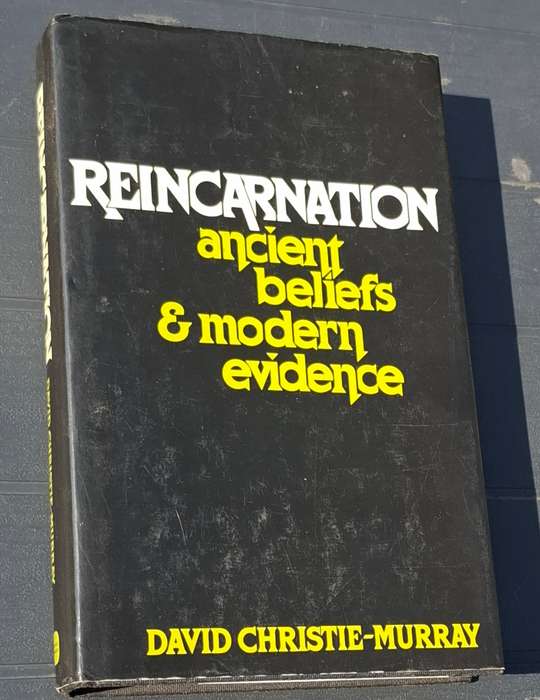 REINCARNATION
ancient
beliefs
& modern
evidence
DAVID CHRISTIE-MURRAY